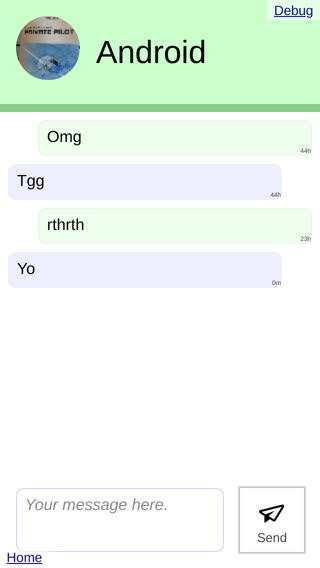 Debug
PRIVATE PILOT
Android
Omg
44h
Tgg
44h
rthrth
23h
Yo
0m
Your message here.
Send
Home